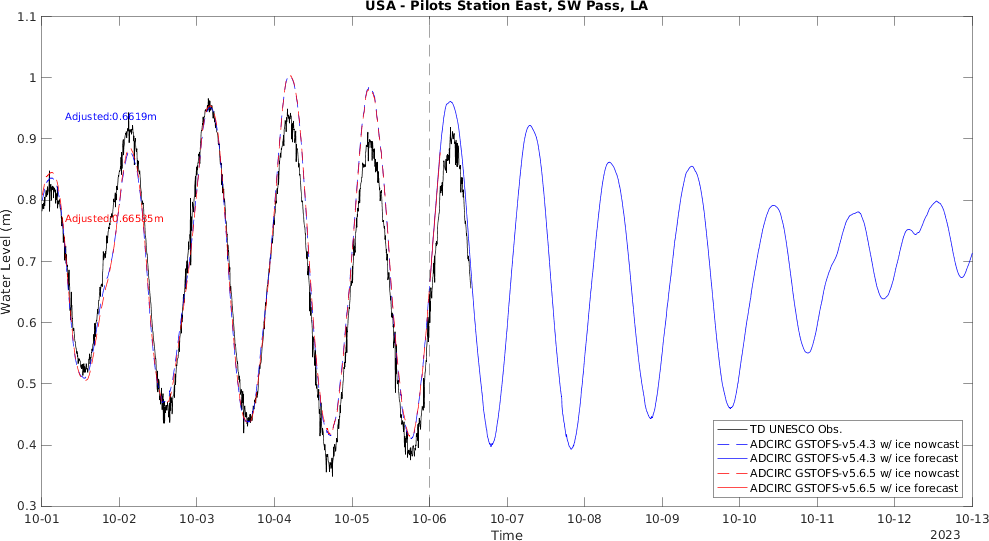 USA - Pilots Station East, SW Pass, LA
1.1
1
0.9
0.8
0.7
0.6
0.5
0.4
0.3
Water Level (m)
Adjusted:0.6619m
Adjusted:0.66585m
TD UNESCO Obs.
ADCIRC GSTOFS-v5.4.3 w/ ice nowcast
ADCIRC GSTOFS-v5.4.3 w/ ice forecast
ADCIRC GSTOFS-v5.6.5 w/ ice nowcast
ADCIRC GSTOFS-v5.6.5 w/ ice forecast
10-01 10-02 10-03 10-04 10-05 10-06 10-07 10-08 10-09 10-10 10-11 10-12 10-13
Time
2023